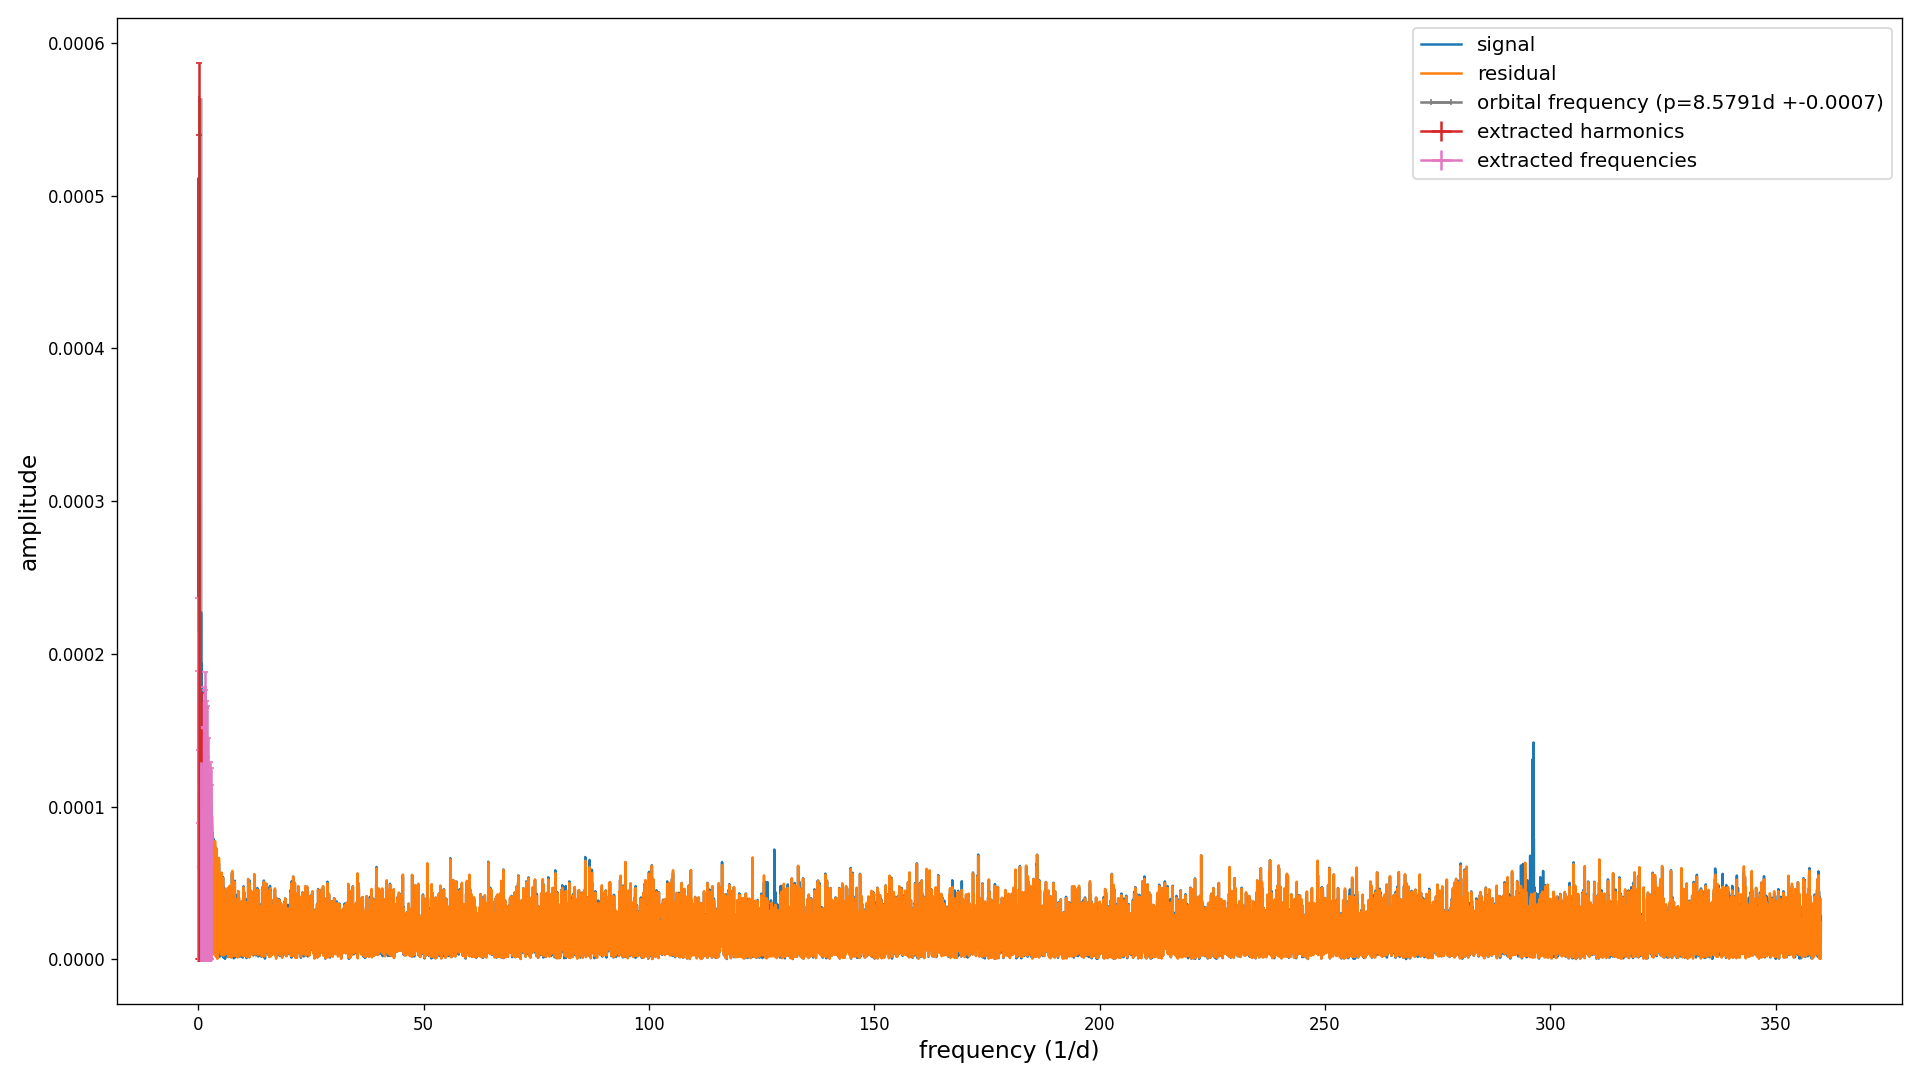 0.0006
0.0005
0.0004
0.0003
0.0002
0.0001
0.0000
amplitude
signal
residual
orbital frequency (p=8.5791d +-0.0007)
extracted harmonics
extracted frequencies
0 50 100 150 200 250 300 350
frequency (1/d)